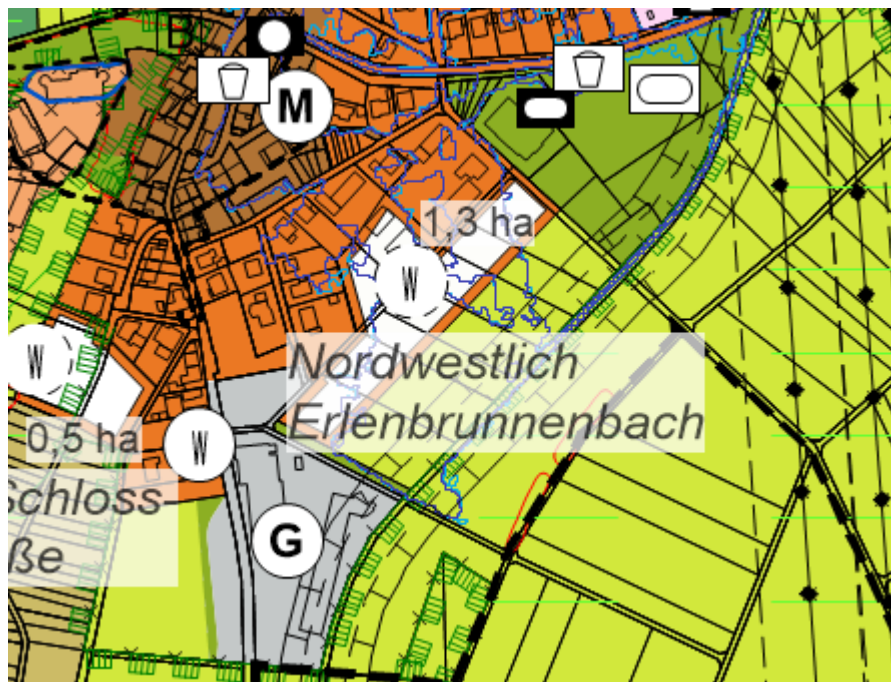 B
M
1,3 ha
W
W
Nordwestlich
Erlenbrunnenbach
W
0,5 ha
Schloss-
ße
G